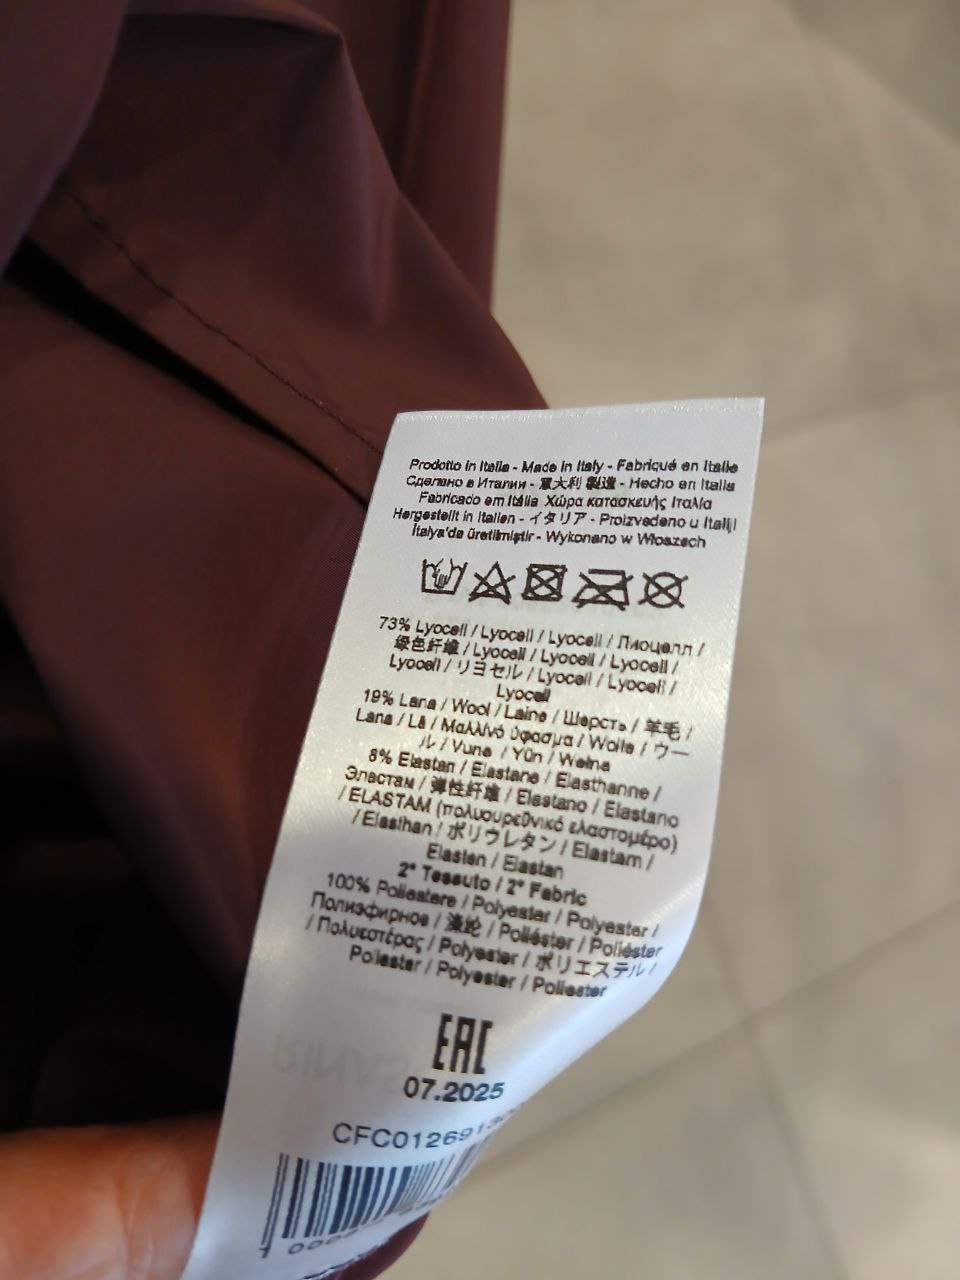 Prodotto in Italia - Made in Italy - Fabriqué en Italie
Сделано в Италии - 意大利 製造 - Hecho en Italia
Fabricado em Itália Χώρα κατασκευής Ιταλία
Hergestellt in Italien - イタリア - Proizvedeno u Italiji
İtalya'da üretilmiştir - Wykonano w Włoszech
73% Lyocell / Lyocell / Lyocell / Лиоцелл /
绿色纤维 / Lyocell / Lyocell / Lyocell /
Lyocell / リヨセル / Lyocell / Lyocell /
Lyocell
19% Lana / Wool / Laine / Шерсть / 羊毛 /
Lana / Lã / Μαλλινό ύφασμα / Wolle / ウー
ル / Vuna / Yün / Wełna
8% Elastan / Elastane / Elasthanne /
Эластам / 弹性纤维 / Elastano / Elastano
/ ELASTAM (πολυουρεθνικό ελαστομέρο)
/ Elasthan / ポリウレタン / Elastam /
Elasten / Elastan
2° Tessuto / 2° Fabric
100% Poliestere / Polyester / Polyester /
Полиэфирное / 涤纶 / Poliéster / Poliéster
/ Πολυεστέρας / Polyester / ポリエステル /
Poliester / Polyester / Poliester
EAC
07.2025
CFC0126913